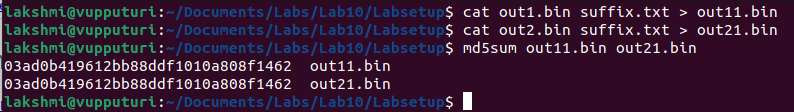 lakshmi@vupputuri:~/Documents/Labs/Lab10/Labsetup$ cat out1.bin suffix.txt > out11.bin
lakshmi@vupputuri:~/Documents/Labs/Lab10/Labsetup$ cat out2.bin suffix.txt > out21.bin
lakshmi@vupputuri:~/Documents/Labs/Lab10/Labsetup$ md5sum out11.bin out21.bin
03ad0b419612bb88ddf1010a808f1462  out11.bin
03ad0b419612bb88ddf1010a808f1462  out21.bin
lakshmi@vupputuri:~/Documents/Labs/Lab10/Labsetup$